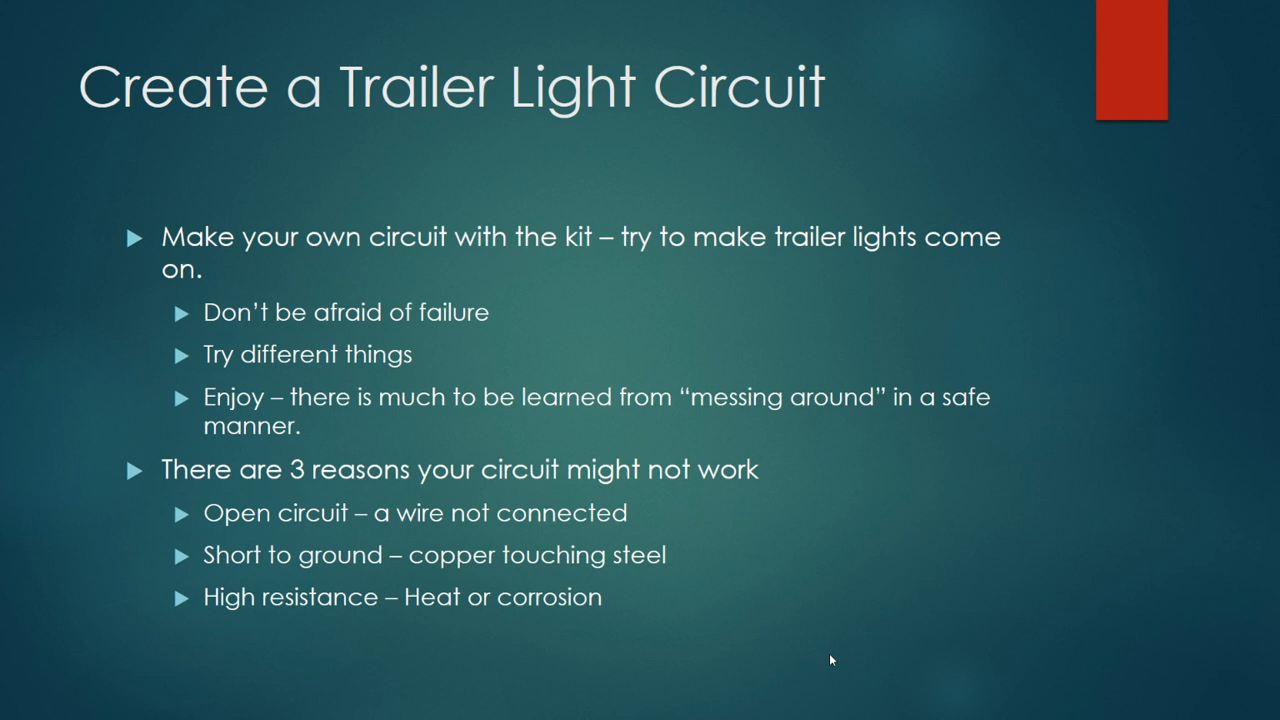 Create a Trailer Light Circuit
Make your own circuit with the kit – try to make trailer lights come
on.
Don’t be afraid of failure
Try different things
Enjoy – there is much to be learned from “messing around” in a safe
manner.
There are 3 reasons your circuit might not work
Open circuit – a wire not connected
Short to ground – copper touching steel
High resistance – Heat or corrosion